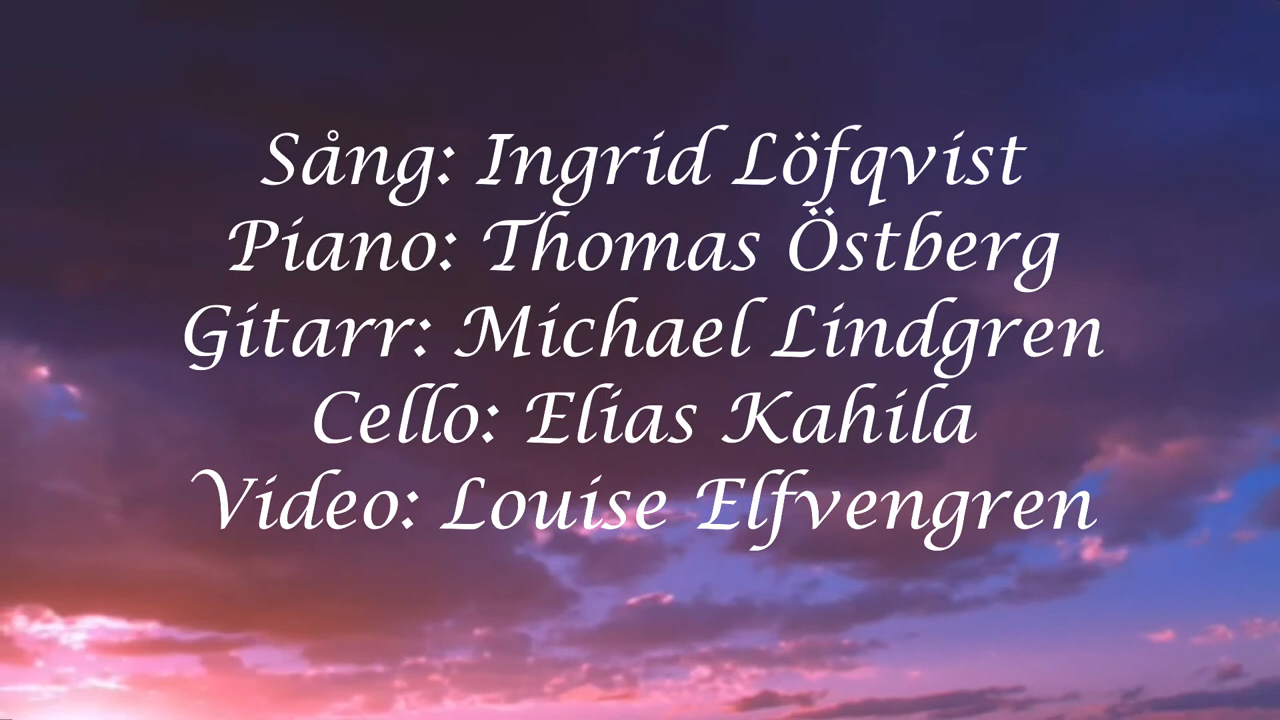 Sång: Ingrid Löfqvist
Piano: Thomas Östberg
Gitarr: Michael Lindgren
Cello: Elias Kahila
Video: Louise Elfvengren